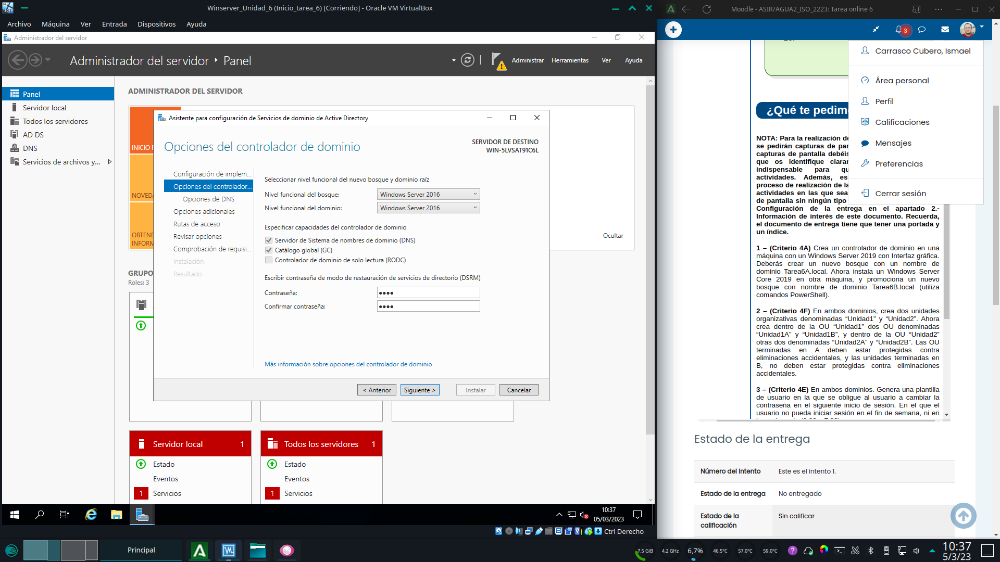 Winserver_Unidad_6 (Inicio_tarea_6) [Corriendo] - Oracle VM VirtualBox
Archivo Máquina Ver Entrada Dispositivos Ayuda
Administrador del servidor
Administrador del servidor ‣ Panel
Administrar Herramientas Ver Ayuda
Panel
Servidor local
Todos los servidores
AD DS
DNS
Servicios de archivos y...
ADMINISTRADOR DEL SERVIDOR
INICIO
NOVED
OBTENE
INFORM
Ocultar
GRUPO
Roles: 3
Asistente para configuración de Servicios de dominio de Active Directory
Opciones del controlador de dominio
SERVIDOR DE DESTINO
WIN-5LVSAT91C6L
Configuración de implem...
Opciones del controlador...
Opciones de DNS
Opciones adicionales
Rutas de acceso
Revisar opciones
Comprobación de requisi...
Instalación
Resultado
Seleccionar nivel funcional del nuevo bosque y dominio raíz
Nivel funcional del bosque: Windows Server 2016
Nivel funcional del dominio: Windows Server 2016
Especificar capacidades del controlador de dominio
Servidor de Sistema de nombres de dominio (DNS)
Catálogo global (GC)
Controlador de dominio de solo lectura (RODC)
Escribir contraseña de modo de restauración de servicios de directorio (DSRM)
Contraseña: ●●●●
Confirmar contraseña: ●●●●
Más información sobre opciones del controlador de dominio
< Anterior Siguiente > Instalar Cancelar
Servidor local 1
Estado
Eventos
1 Servicios
Todos los servidores 1
Estado
Eventos
1 Servicios
10:37
05/03/2023
Ctrl Derecho
Moodle - ASIR/AGUA2_ISO_2223: Tarea online 6
3
Carrasco Cubero, Ismael
Área personal
Perfil
Calificaciones
Mensajes
Preferencias
Cerrar sesión
¿Qué te pedim
NOTA: Para la realización de
se pedirán capturas de pan
capturas de pantalla debéis
que os identifique claram
indispensable para qu
actividades. Además, es
proceso de realización de la
actividades en las que sea
de pantalla sin ningún tipo
Configuración de la entrega en el apartado 2.-
Información de interés de este documento. Recuerda,
el documento de entrega tiene que tener una portada y
un índice.
1 – (Criterio 4A) Crea un controlador de dominio en una
máquina con un Windows Server 2019 con Interfaz gráfica.
Deberás crear un nuevo bosque con un nombre de
dominio Tarea6A.local. Ahora instala un Windows Server
Core 2019 en otra máquina, y promociona un nuevo
bosque con nombre de dominio Tarea6B.local (utiliza
comandos PowerShell).
2 – (Criterio 4F) En ambos dominios, crea dos unidades
organizativas denominadas “Unidad1” y “Unidad2”. Ahora
crea dentro de la OU “Unidad1” dos OU denominadas
“Unidad1A” y “Unidad1B”, y dentro de la OU “Unidad2”
otras dos denominadas “Unidad2A” y “Unidad2B”. Las OU
terminadas en A deben estar protegidas contra
eliminaciones accidentales, y las unidades terminadas en
B, no deben estar protegidas contra eliminaciones
accidentales.
3 – (Criterio 4E) En ambos dominios. Genera una plantilla
de usuario en la que se obligue al usuario a cambiar la
contraseña en el siguiente inicio de sesión. En el que el
usuario no pueda iniciar sesión en el fin de semana, ni en
Estado de la entrega
Número del Intento Este es el intento 1.
Estado de la entrega No entregado
Estado de la
calificación
Sin calificar
Principal
7,5 GiB 4,2 GHz 6,7% 46,5°C 57,0°C 59,0°C
10:37
5/3/23